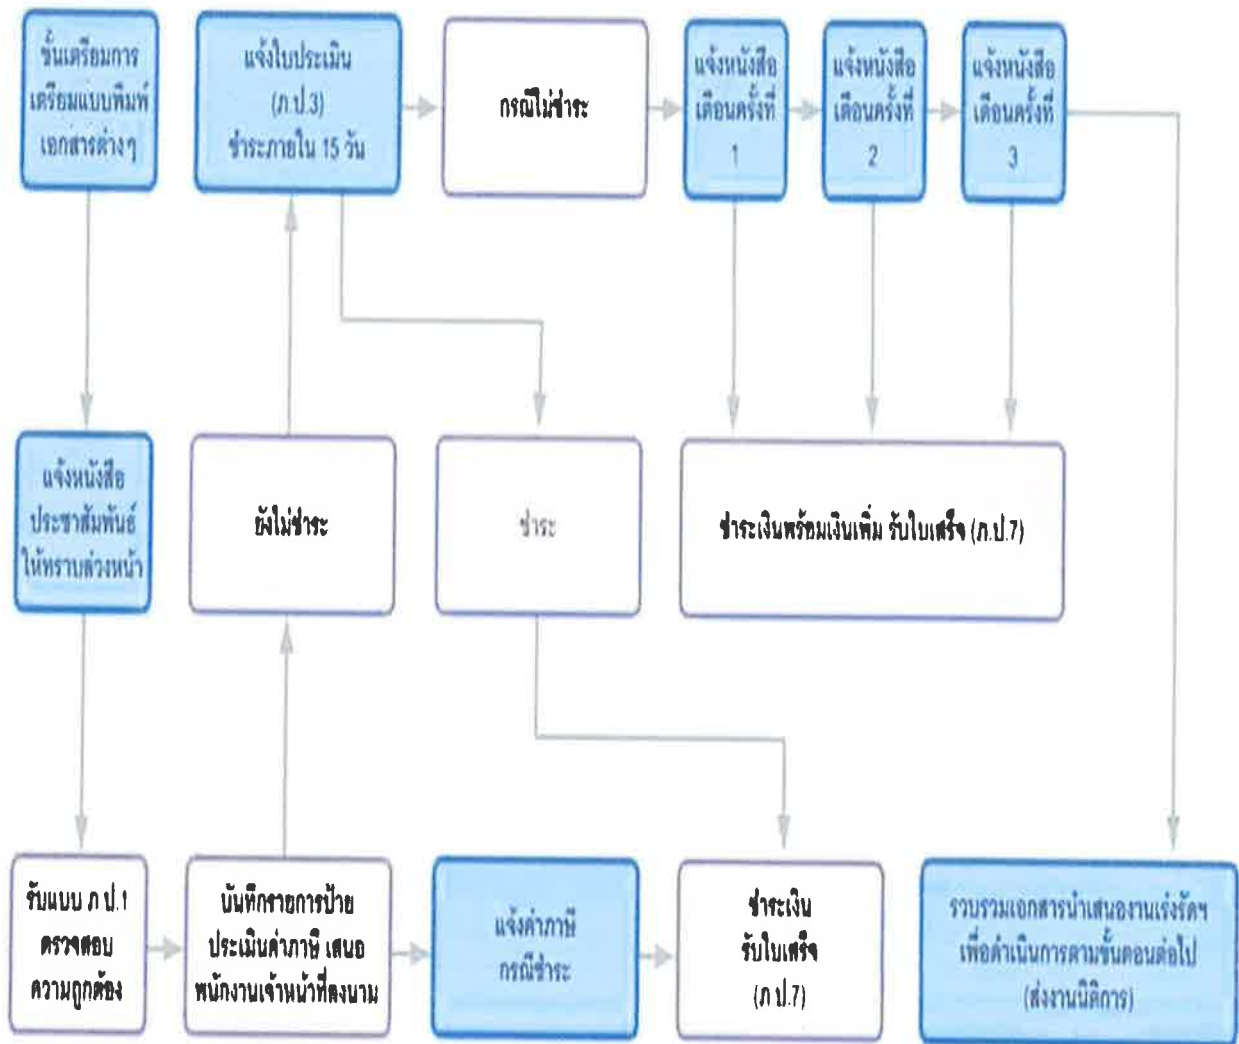 ขั้นเตรียมการ
เตรียมแบบพิมพ์
เอกสารต่างๆ
แจ้งใบประเมิน
(ภ.ป.3)
ชำระภายใน 15 วัน
กรณีไม่ชำระ
แจ้งหนังสือ
เตือนครั้งที่
1
แจ้งหนังสือ
เตือนครั้งที่
2
แจ้งหนังสือ
เตือนครั้งที่
3
แจ้งหนังสือ
ประชาสัมพันธ์
ให้ทราบล่วงหน้า
ยังไม่ชำระ
ชำระ
ชำระเงินพร้อมเงินเพิ่ม รับใบเสร็จ (ภ.ป.7)
รับแบบ ภ.ป.1
ตรวจสอบ
ความถูกต้อง
บันทึกรายการป้าย
ประเมินค่าภาษี เสนอ
พนักงานเจ้าหน้าที่ลงนาม
แจ้งค่าภาษี
กรณีชำระ
ชำระเงิน
รับใบเสร็จ
(ภ.ป.7)
รวบรวมเอกสารนำเสนองานเร่งรัดฯ
เพื่อดำเนินการตามขั้นตอนต่อไป
(ส่งงานนิติการ)